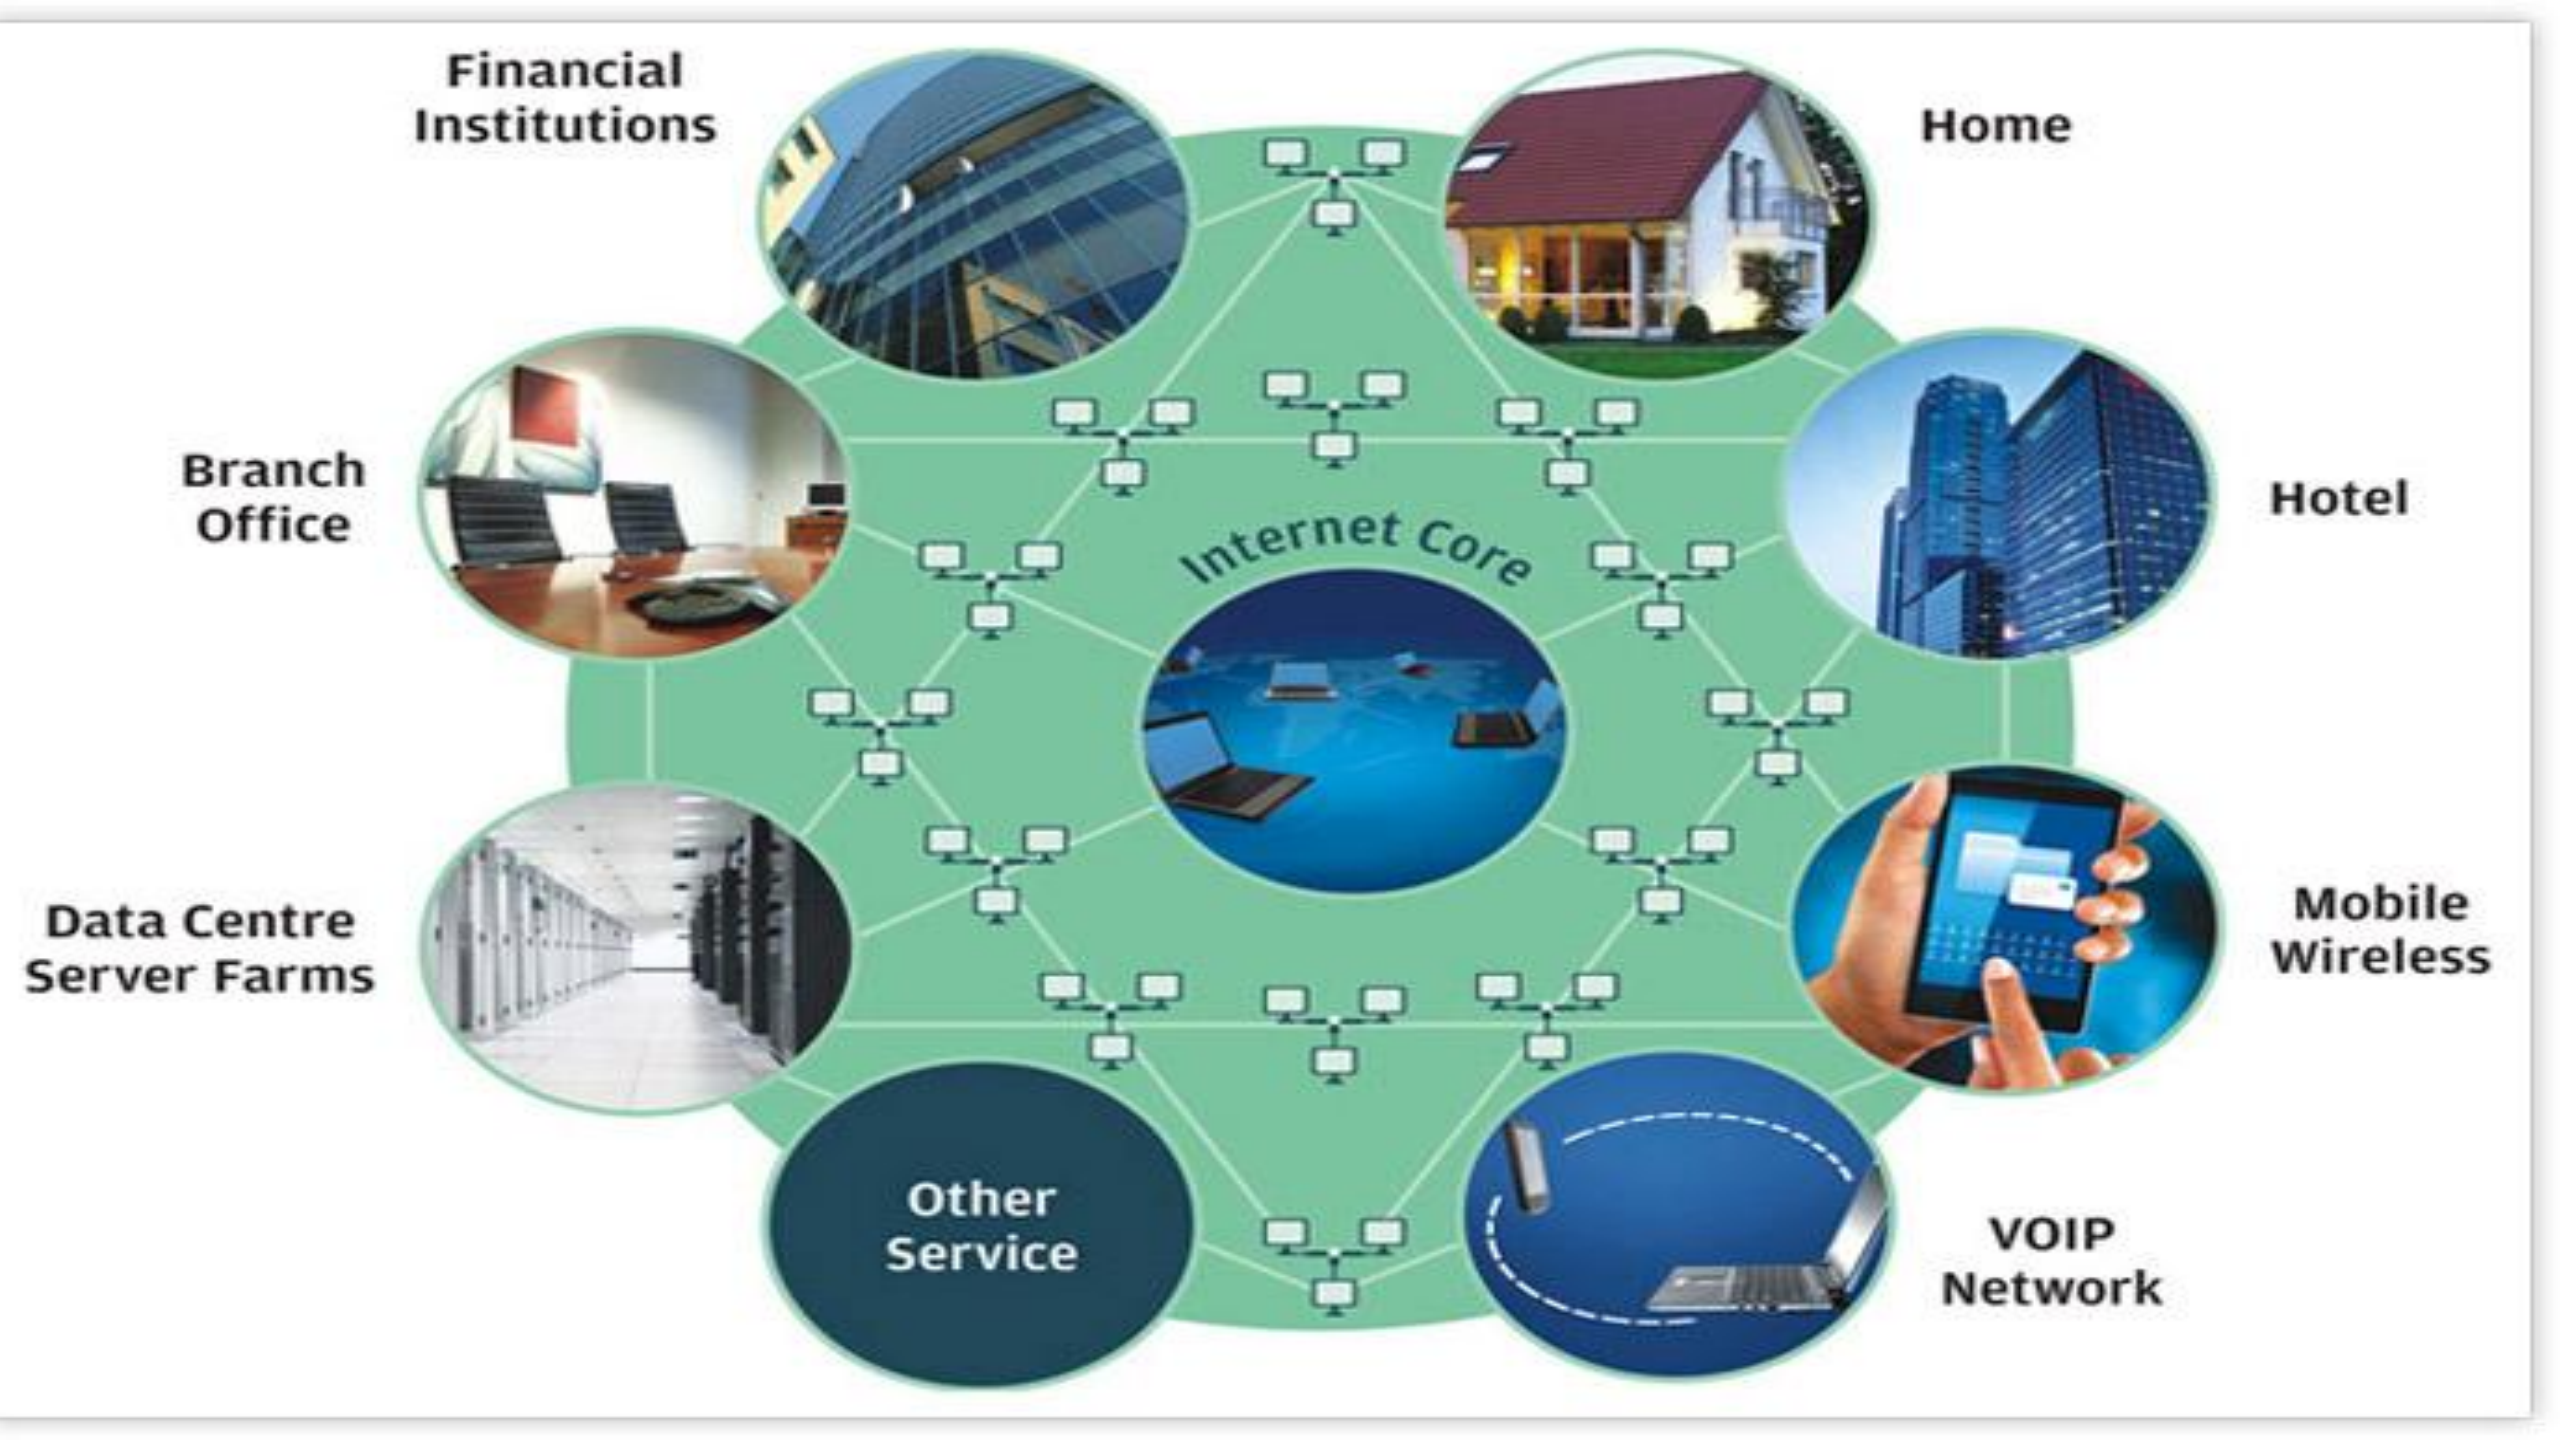 Financial
Institutions
Home
Branch
Office
Hotel
Internet Core
Data Centre
Server Farms
Mobile
Wireless
Other
Service
VOIP
Network